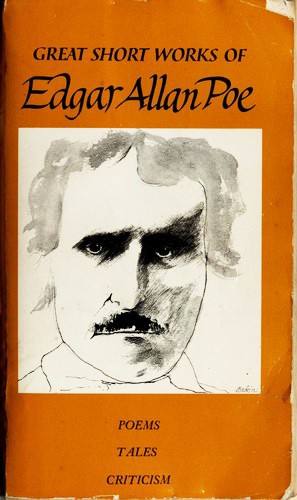 GREAT SHORT WORKS OF
Edgar Allan Poe
POEMS
TALES
CRITICISM